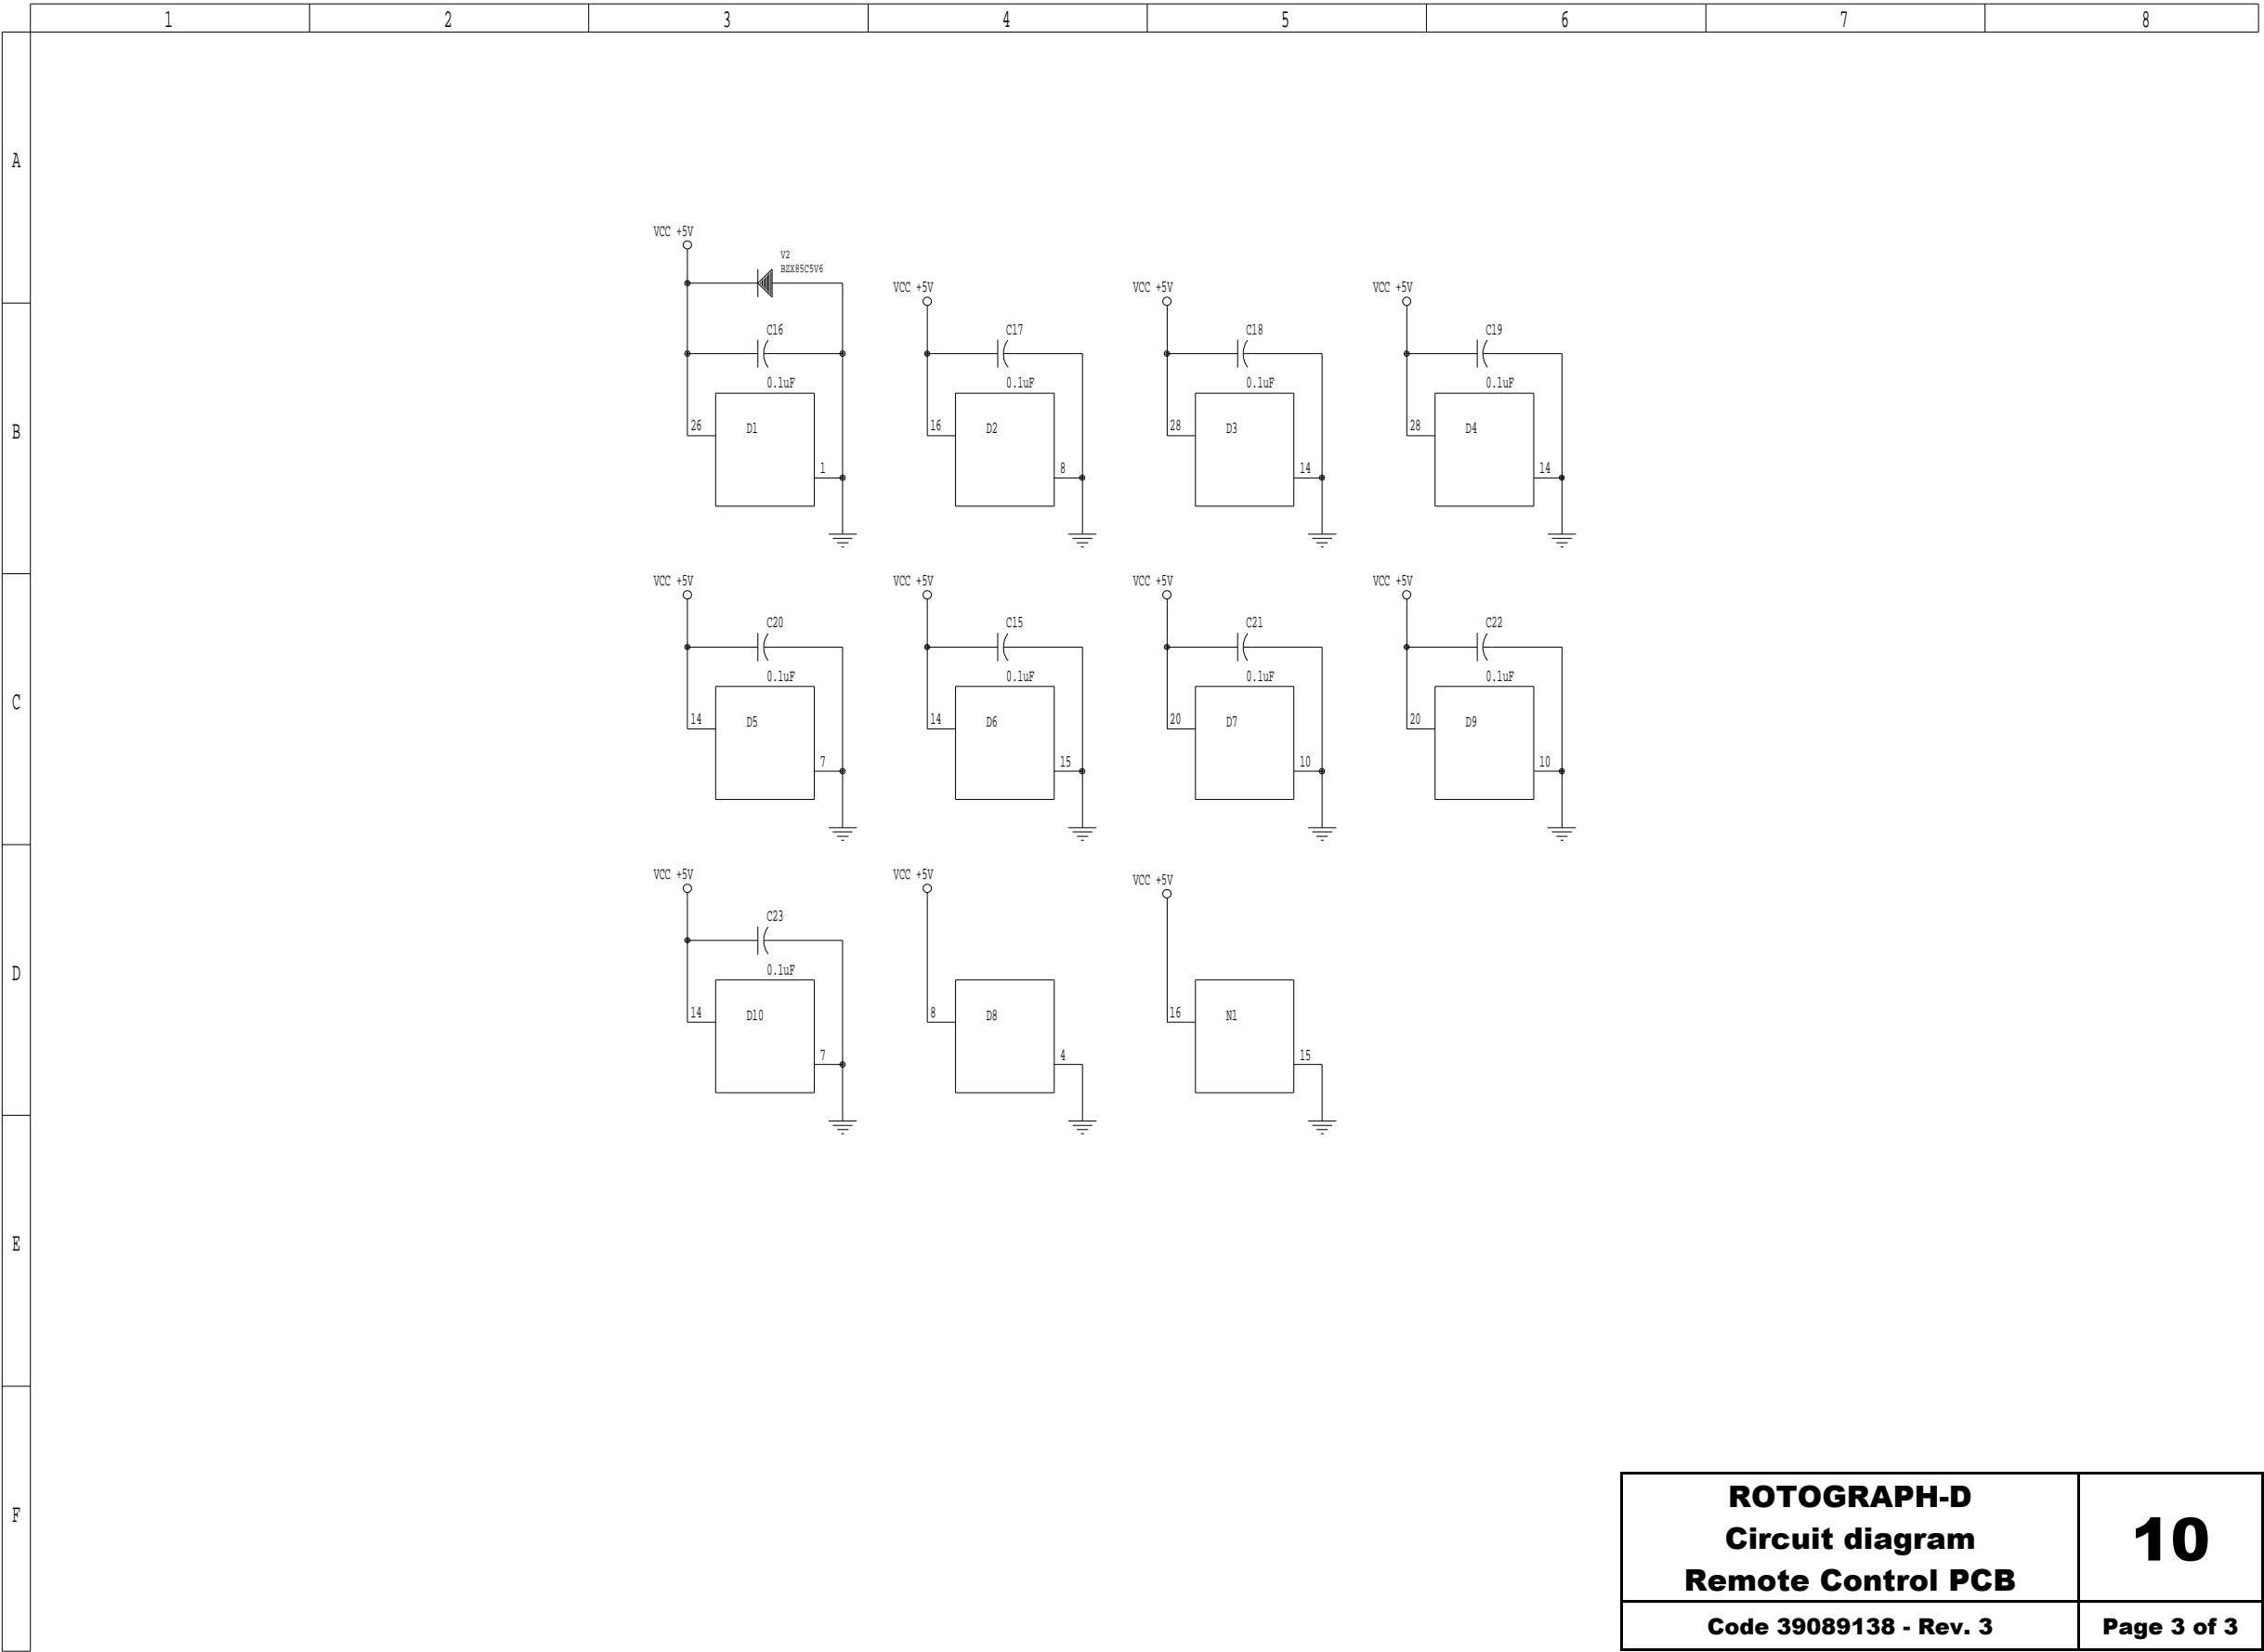 1 2 3 4 5 6 7 8
A
VCC +5V
V2
BZX85C5V6
VCC +5V VCC +5V VCC +5V
C16 C17 C18 C19
0.1uF 0.1uF 0.1uF 0.1uF
B
26 D1 16 D2 28 D3 28 D4
1 8 14 14
VCC +5V VCC +5V VCC +5V VCC +5V
C20 C15 C21 C22
0.1uF 0.1uF 0.1uF 0.1uF
C
14 D5 14 D6 20 D7 20 D9
7 15 10 10
VCC +5V VCC +5V VCC +5V
C23
0.1uF
D
14 D10 8 D8 16 N1
7 4 15
E
F
ROTOGRAPH-D
Circuit diagram
Remote Control PCB
10
Code 39089138 - Rev. 3
Page 3 of 3